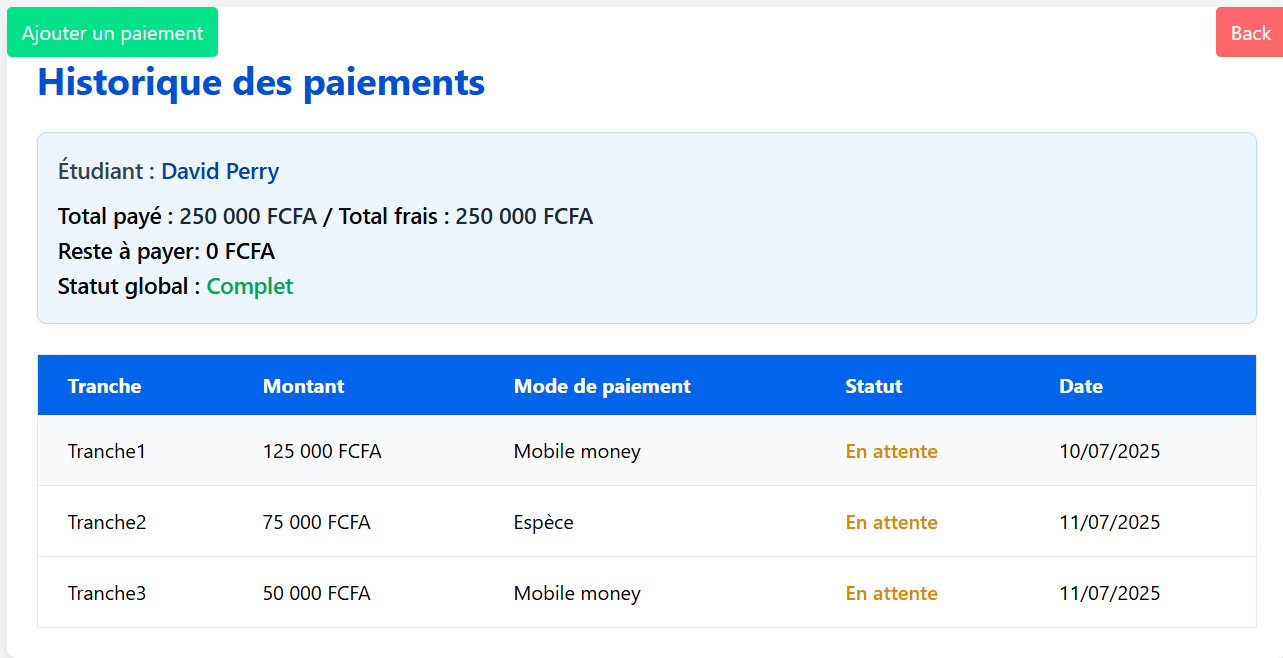 Ajouter un paiement
Back
Historique des paiements
Étudiant : David Perry
Total payé : 250 000 FCFA / Total frais : 250 000 FCFA
Reste à payer: 0 FCFA
Statut global : Complet
Tranche Montant Mode de paiement Statut Date
Tranche1 125 000 FCFA Mobile money En attente 10/07/2025
Tranche2 75 000 FCFA Espèce En attente 11/07/2025
Tranche3 50 000 FCFA Mobile money En attente 11/07/2025